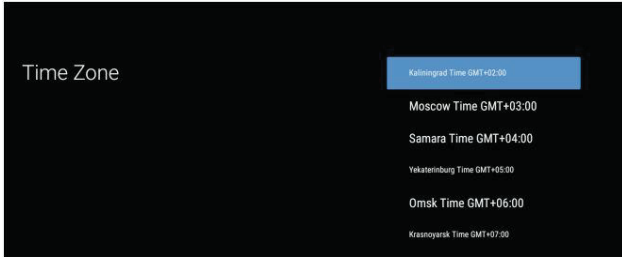 Time Zone
Kaliningrad Time GMT+02:00
Moscow Time GMT+03:00
Samara Time GMT+04:00
Yekaterinburg Time GMT+05:00
Omsk Time GMT+06:00
Krasnoyarsk Time GMT+07:00